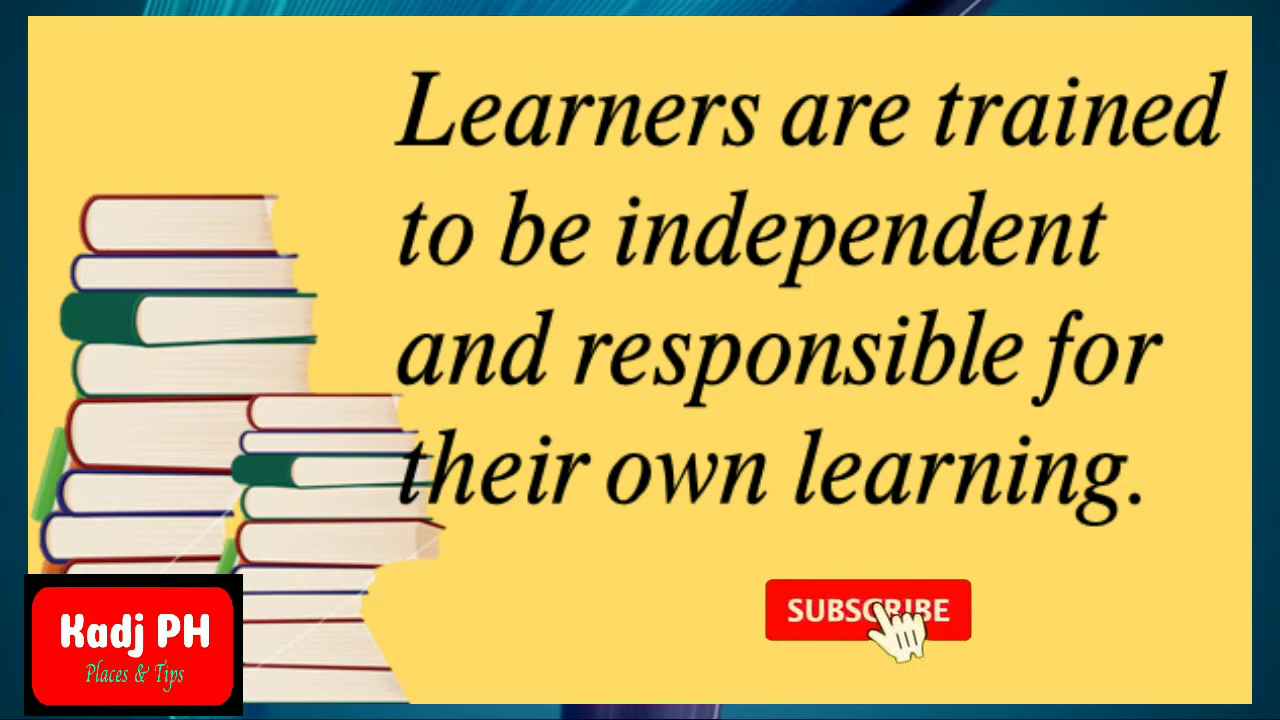 Learners are trained
to be independent
and responsible for
their own learning.
SUBSCRIBE
Kadj PH
Places & Tips